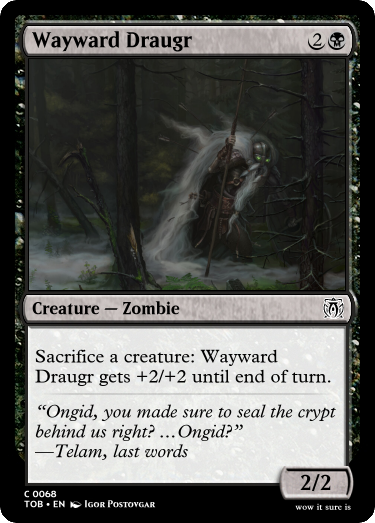 Wayward Draugr 2
Creature — Zombie
Sacrifice a creature: Wayward
Draugr gets +2/+2 until end of turn.
“Ongid, you made sure to seal the crypt
behind us right? …Ongid?”
—Telam, last words
2/2
C 0068
TOB • EN Igor Postovgar
wow it sure is